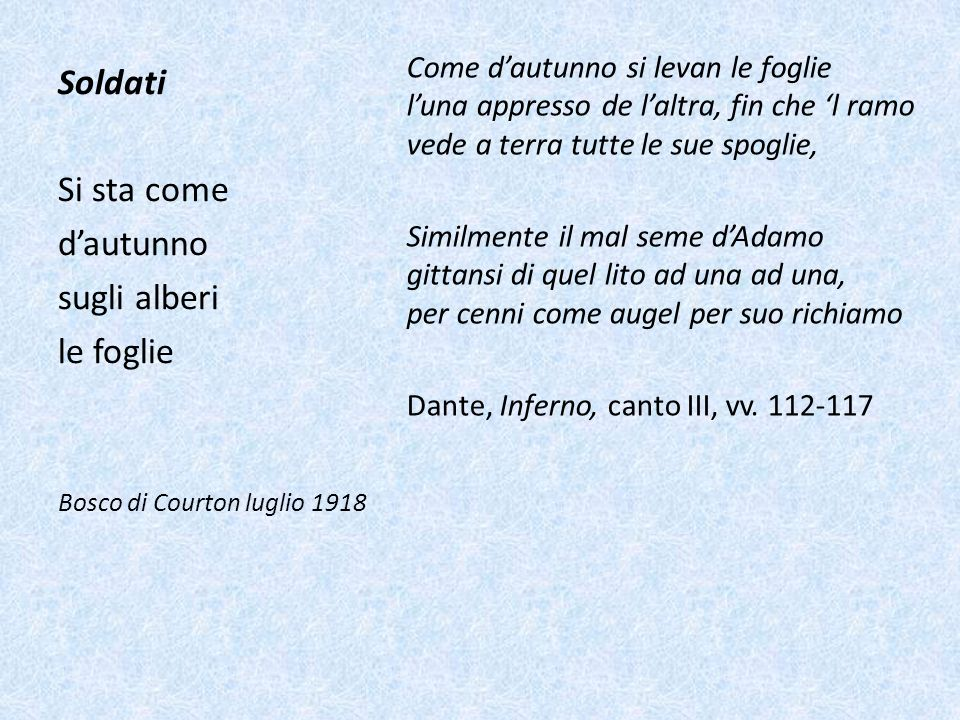 Soldati
Si sta come
d’autunno
sugli alberi
le foglie
Bosco di Courton luglio 1918
Come d’autunno si levan le foglie
l’una appresso de l’altra, fin che ‘l ramo
vede a terra tutte le sue spoglie,
Similmente il mal seme d’Adamo
gittansi di quel lito ad una ad una,
per cenni come augel per suo richiamo
Dante, Inferno, canto III, vv. 112-117